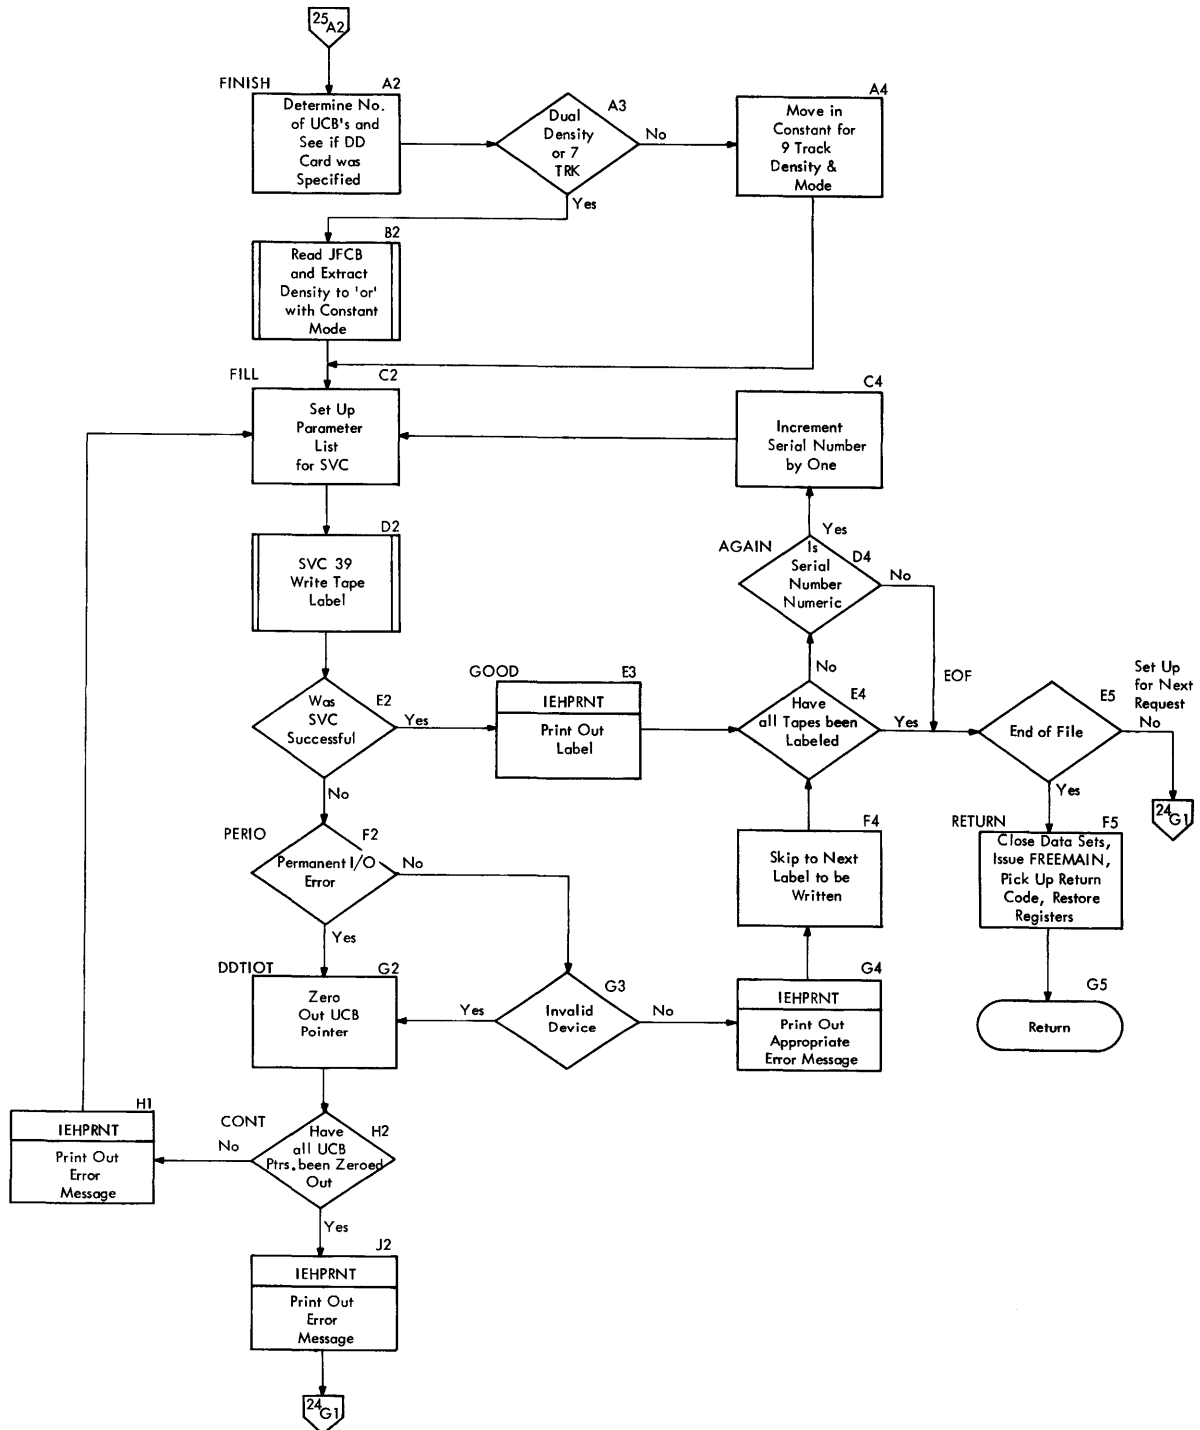 25
A2
FINISH
A2
Determine No.
of UCB's and
See if DD
Card was
Specified
A3
Dual
Density
or 7
TRK
No
Yes
A4
Move in
Constant for
9 Track
Density &
Mode
B2
Read JFCB
and Extract
Density to 'or'
with Constant
Mode
FILL
C2
Set Up
Parameter
List
for SVC
C4
Increment
Serial Number
by One
D2
SVC 39
Write Tape
Label
Yes
AGAIN
D4
Is
Serial
Number
Numeric
No
No
EOF
E2
Was
SVC
Successful
Yes
No
GOOD
E3
IEHPRNT
Print Out
Label
E4
Have
all Tapes been
Labeled
Yes
E5
End of File
Set Up
for Next
Request
No
Yes
24
G1
PERIO
F2
Permanent I/O
Error
No
Yes
F4
Skip to Next
Label to be
Written
RETURN
F5
Close Data Sets,
Issue FREEMAIN,
Pick Up Return
Code, Restore
Registers
DDTIOT
G2
Zero
Out UCB
Pointer
Yes
G3
Invalid
Device
No
G4
IEHPRNT
Print Out
Appropriate
Error Message
G5
Return
H1
IEHPRNT
Print Out
Error
Message
CONT
No
H2
Have
all UCB
Ptrs. been Zeroed
Out
Yes
J2
IEHPRNT
Print Out
Error
Message
24
G1